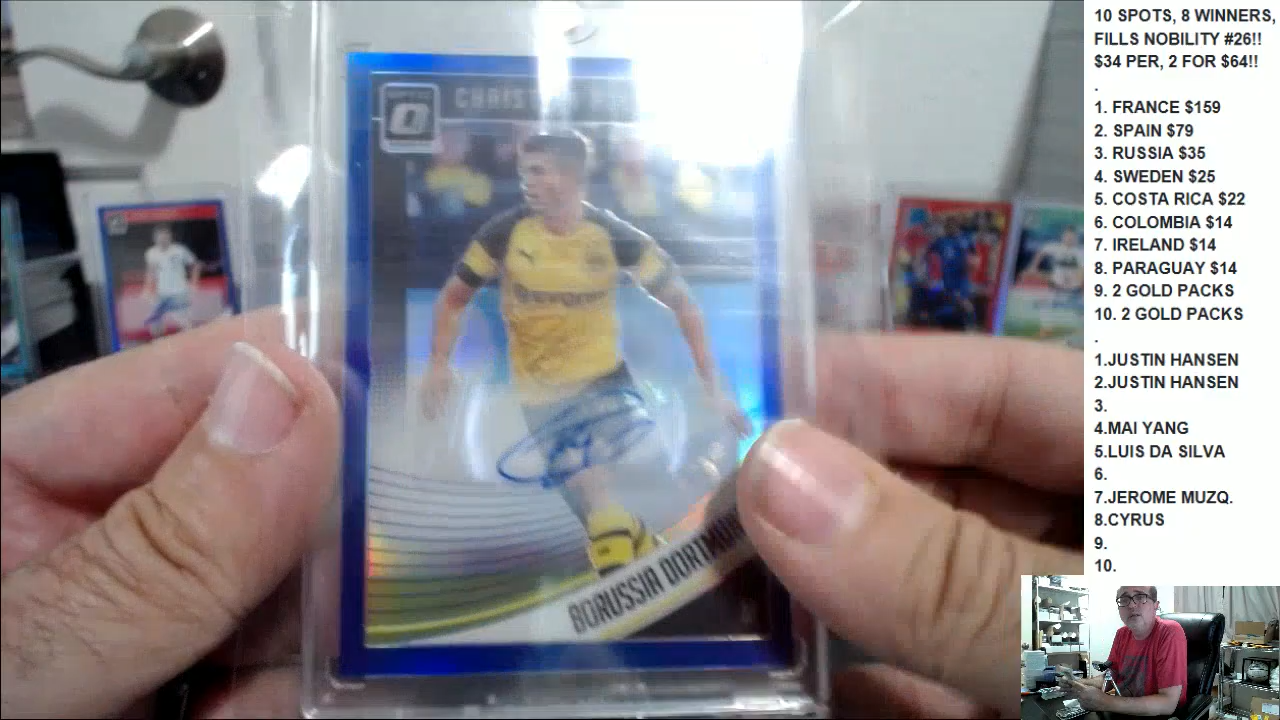 CHRIST
OPTIC
O
BORUSSIA DORTMUN
10 SPOTS, 8 WINNERS,
FILLS NOBILITY #26!!
$34 PER, 2 FOR $64!!
.
1. FRANCE $159
2. SPAIN $79
3. RUSSIA $35
4. SWEDEN $25
5. COSTA RICA $22
6. COLOMBIA $14
7. IRELAND $14
8. PARAGUAY $14
9. 2 GOLD PACKS
10. 2 GOLD PACKS
.
1.JUSTIN HANSEN
2.JUSTIN HANSEN
3.
4.MAI YANG
5.LUIS DA SILVA
6.
7.JEROME MUZQ.
8.CYRUS
9.
10.